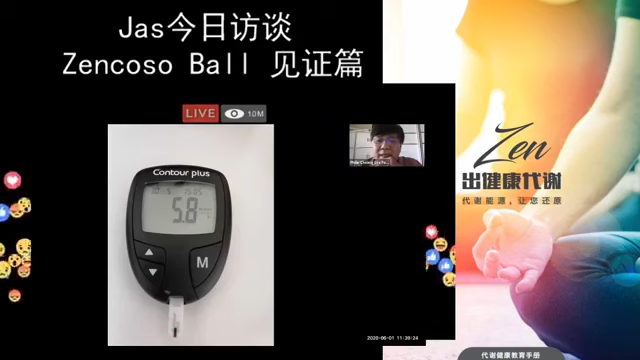 Jas今日访谈
Zencoso Ball 见证篇
LIVE
10M
Contour plus
5.8
M
2020-06-01 11:39:24
Zen
出健康代谢
代谢能源，让您还原
代谢健康教育手册